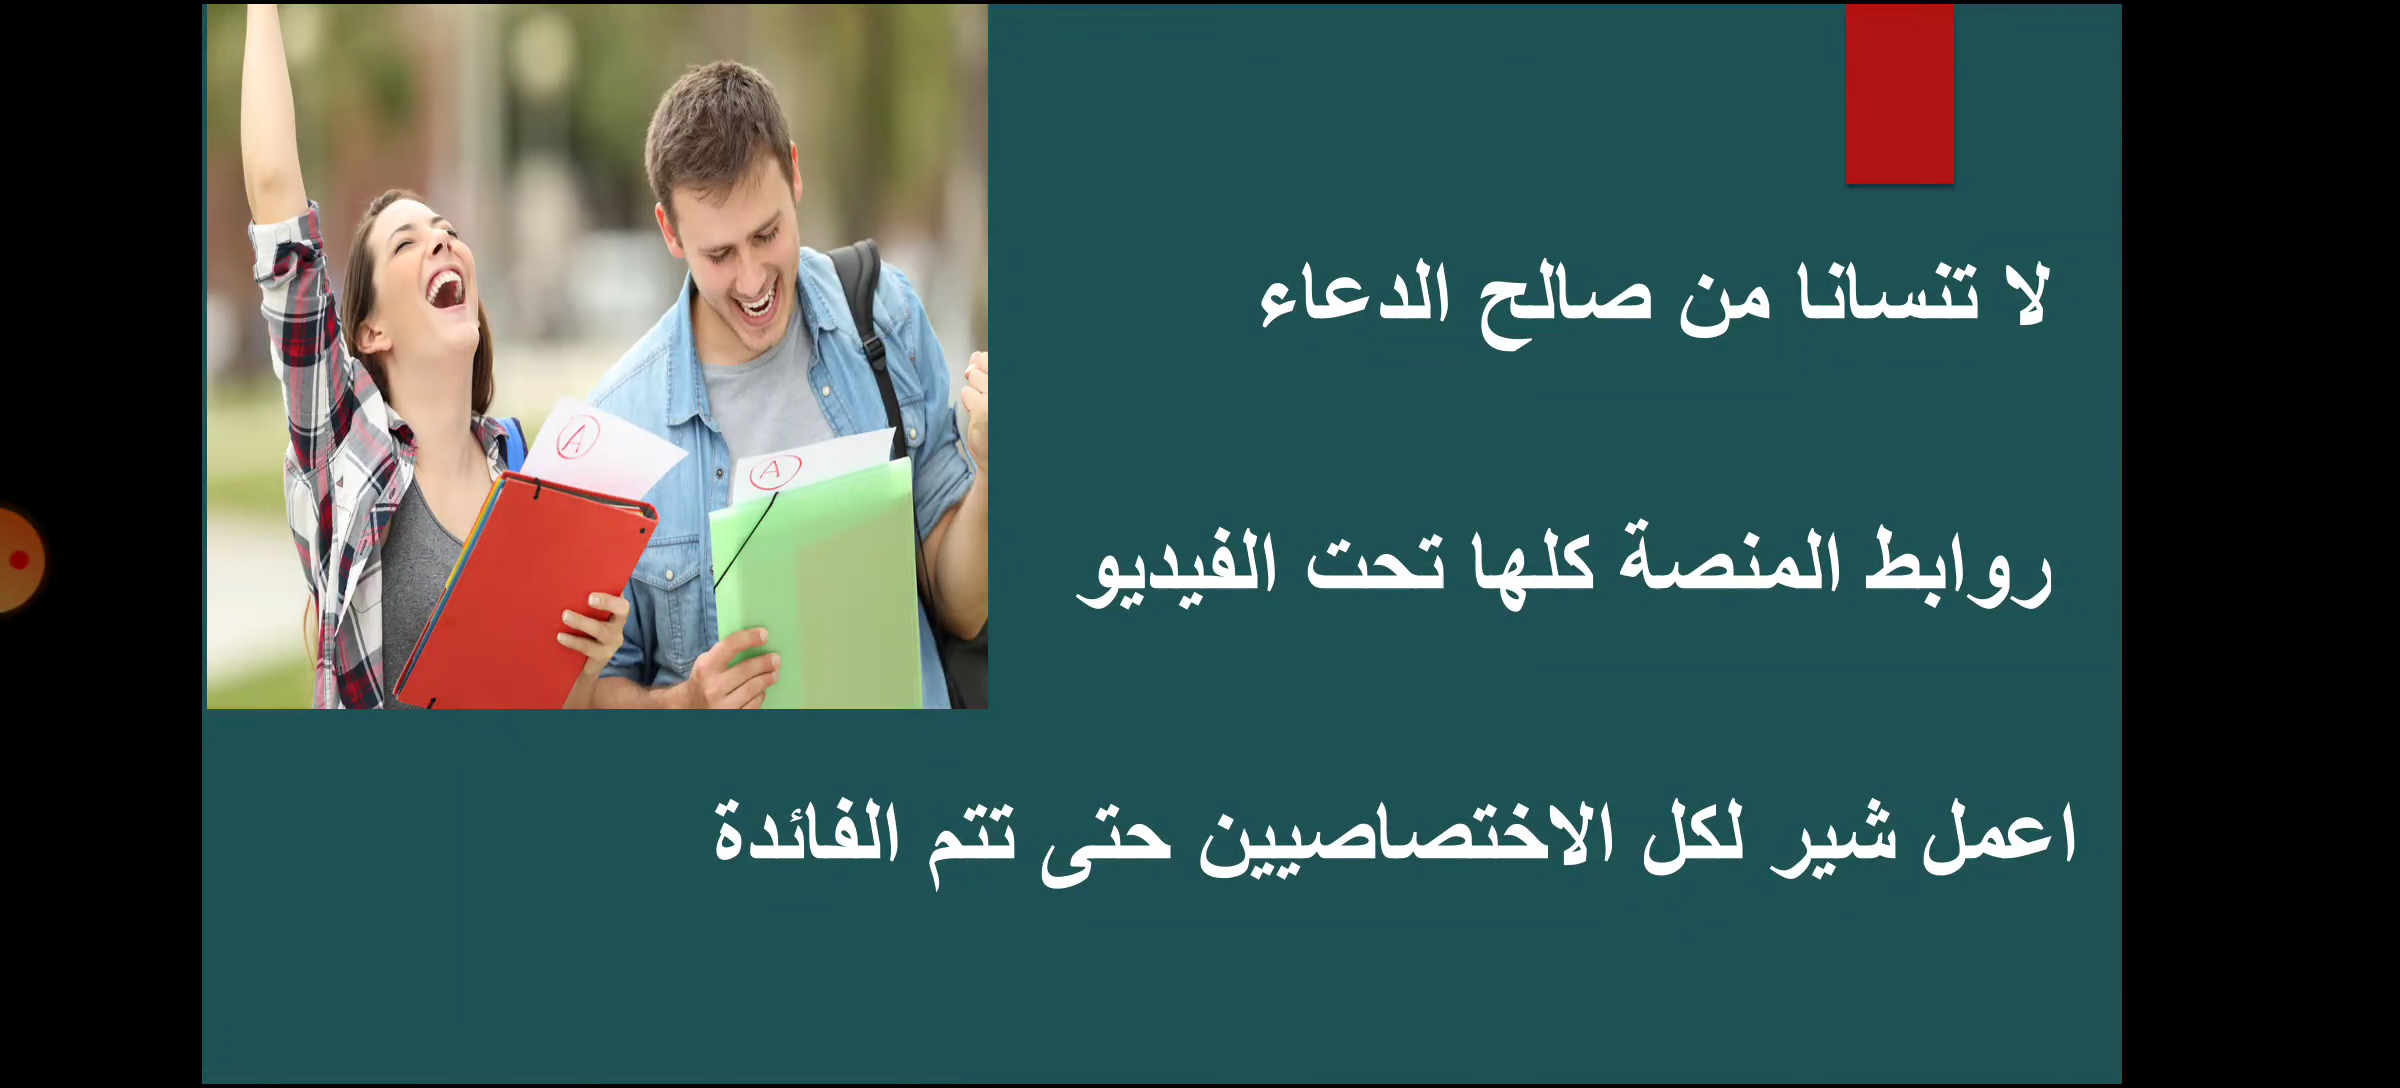 لا تنسانا من صالح الدعاء
روابط المنصة كلها تحت الفيديو
اعمل شير لكل الاختصاصيين حتى تتم الفائدة
A
A